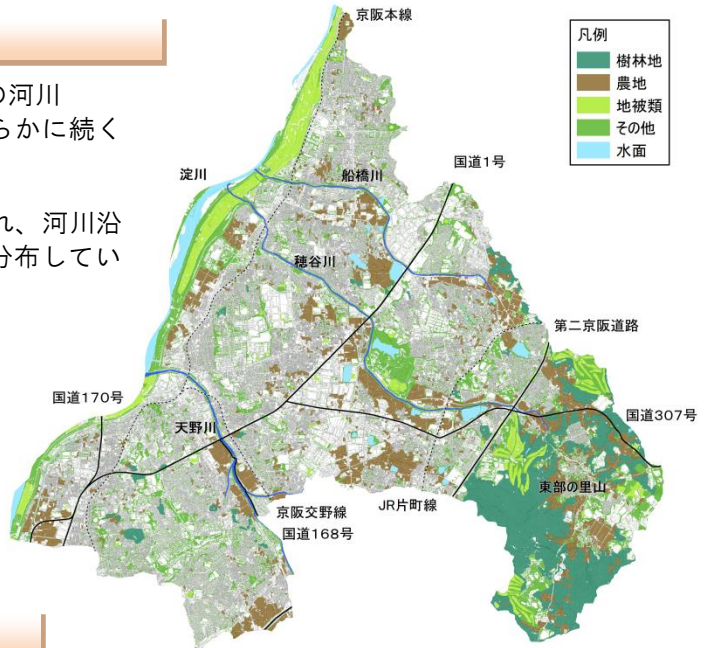 の河川
らかに続く
れ、河川沿
分布してい
京阪本線
凡例
樹林地
農地
地被類
その他
水面
国道1号
淀川
船橋川
穂谷川
第二京阪道路
国道170号
国道307号
天野川
東部の里山
JR片町線
京阪交野線
国道168号